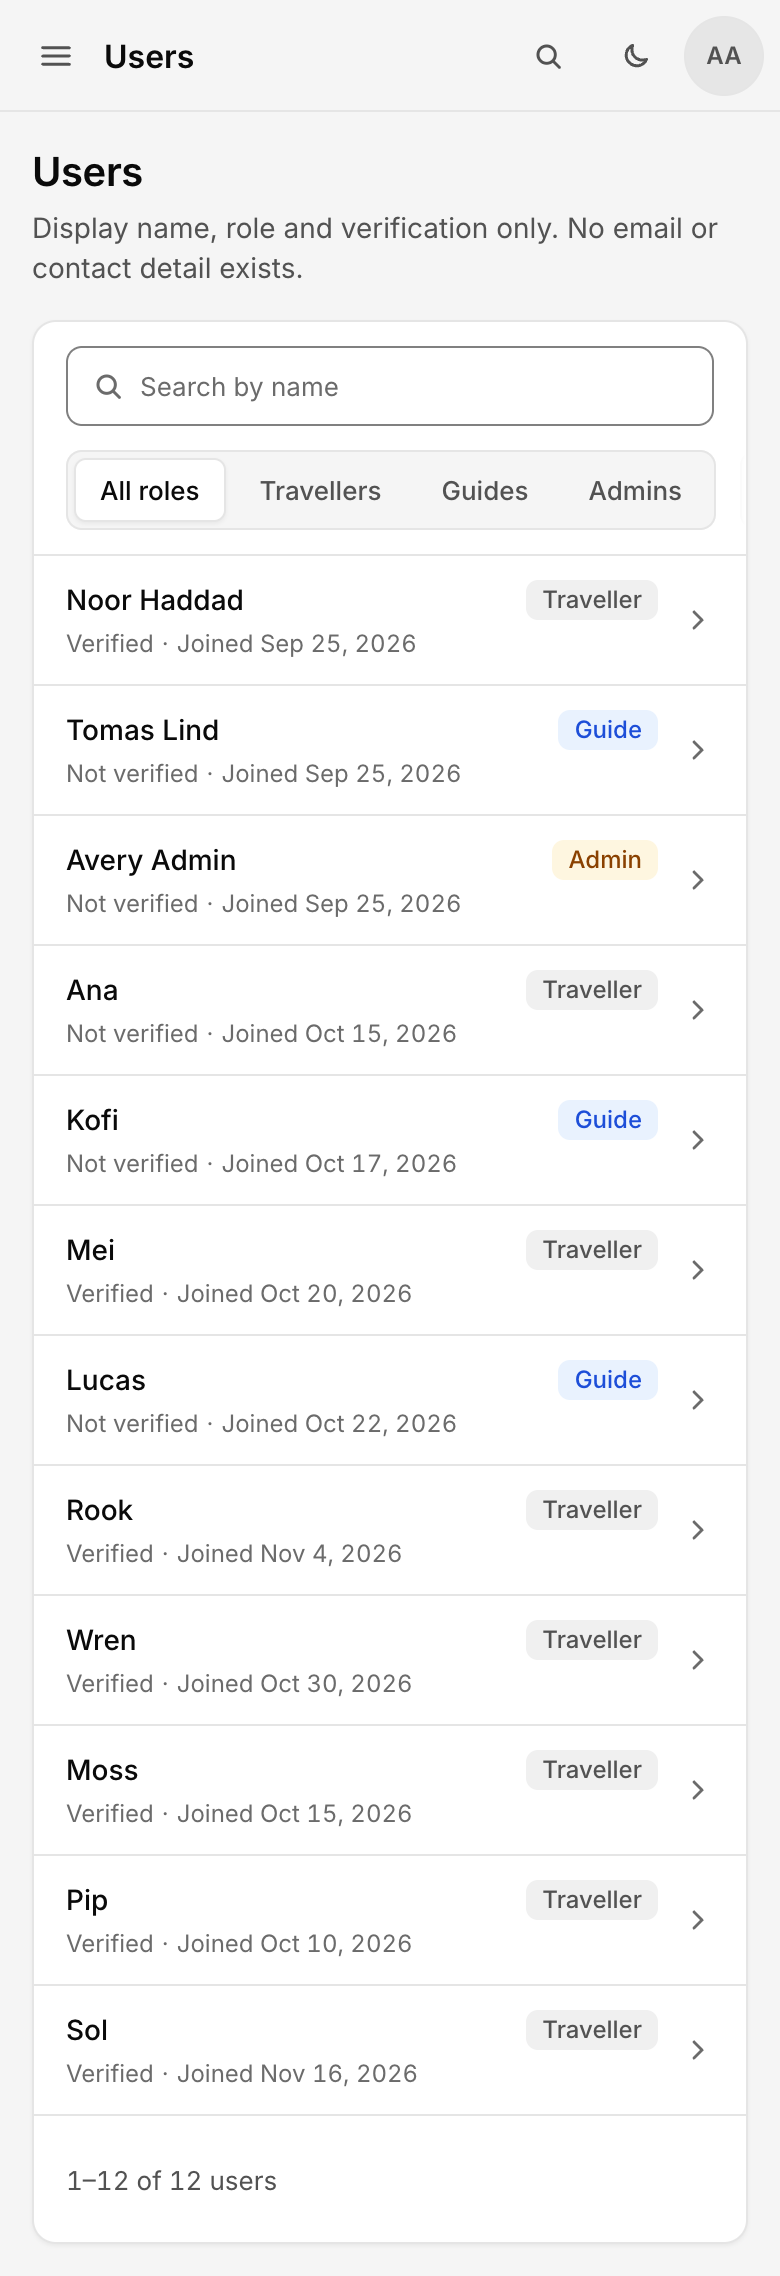 Users
AA
Users
Display name, role and verification only. No email or
contact detail exists.
Search by name
All roles Travellers Guides Admins
Noor Haddad Traveller
Verified · Joined Sep 25, 2026
Tomas Lind Guide
Not verified · Joined Sep 25, 2026
Avery Admin Admin
Not verified · Joined Sep 25, 2026
Ana Traveller
Not verified · Joined Oct 15, 2026
Kofi Guide
Not verified · Joined Oct 17, 2026
Mei Traveller
Verified · Joined Oct 20, 2026
Lucas Guide
Not verified · Joined Oct 22, 2026
Rook Traveller
Verified · Joined Nov 4, 2026
Wren Traveller
Verified · Joined Oct 30, 2026
Moss Traveller
Verified · Joined Oct 15, 2026
Pip Traveller
Verified · Joined Oct 10, 2026
Sol Traveller
Verified · Joined Nov 16, 2026
1–12 of 12 users